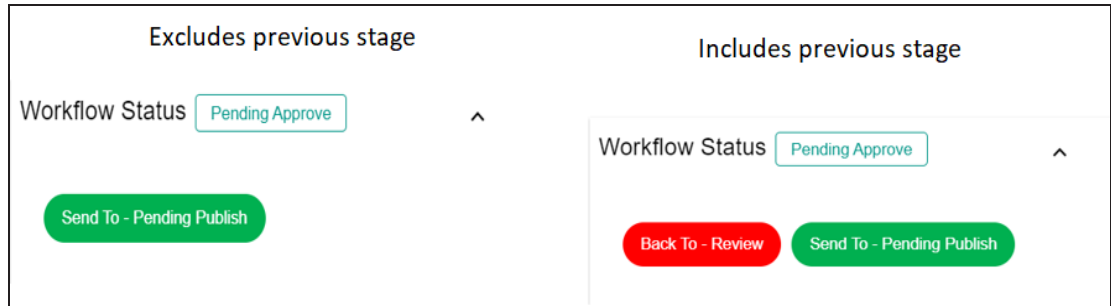 Excludes previous stage
Workflow Status Pending Approve
Send To - Pending Publish
Includes previous stage
Workflow Status Pending Approve
Back To - Review Send To - Pending Publish